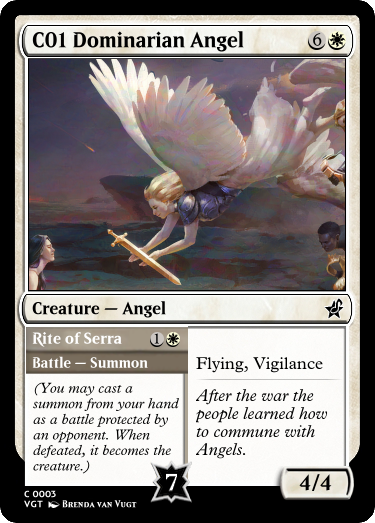 C01 Dominarian Angel 6
Creature — Angel
Rite of Serra 1
Battle — Summon
(You may cast a
summon from your hand
as a battle protected by
an opponent. When
defeated, it becomes the
creature.)
7
Flying, Vigilance
After the war the
people learned how
to commune with
Angels.
4/4
C 0003
VGT Brenda van Vugt